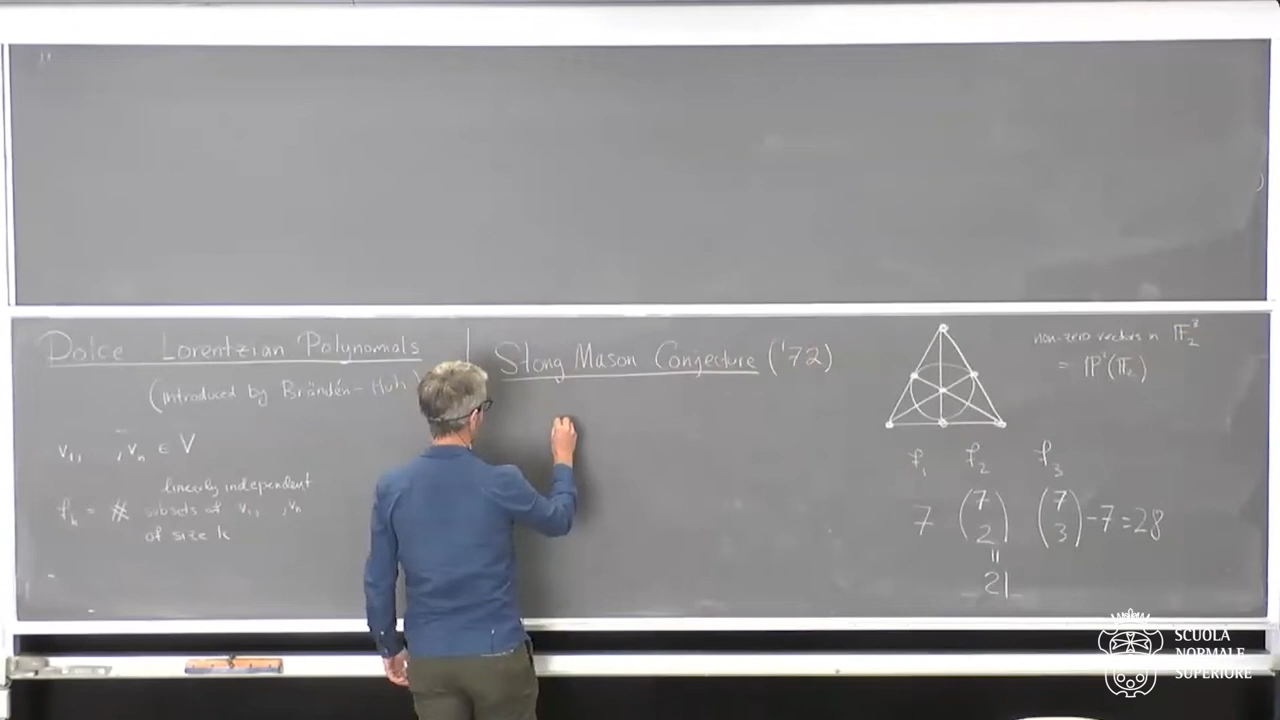 Dolce Lorentzian Polynomials
(introduced by Brändén-Huh)
v₁, ,vₙ ∈ V
linearly independent
fₖ = # subsets of v₁, ,vₙ
of size k
Stong Mason Conjecture ('72)
non-zero vectors in
= ℙ²(𝔽₂)
f₁ f₂ f₃
7 (7 2) (7 3) -7=28
=
21
SCUOLA
NORMALE
SUPERIORE